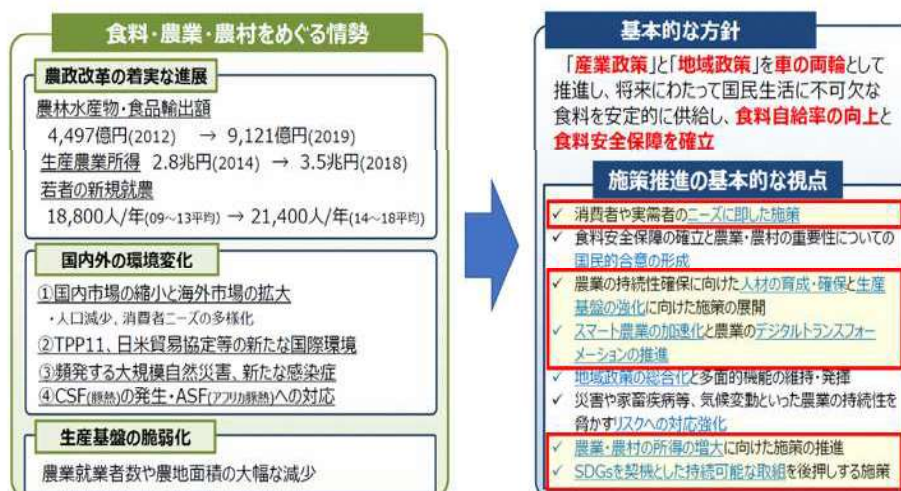 食料・農業・農村をめぐる情勢
農政改革の着実な進展
農林水産物・食品輸出額
4,497億円(2012) → 9,121億円(2019)
生産農業所得 2.8兆円(2014) → 3.5兆円(2018)
若者の新規就農
18,800人/年(09～13平均) → 21,400人/年(14～18平均)
国内外の環境変化
①国内市場の縮小と海外市場の拡大
・人口減少、消費者ニーズの多様化
②TPP11、日米貿易協定等の新たな国際環境
③頻発する大規模自然災害、新たな感染症
④CSF(豚熱)の発生・ASF(アフリカ豚熱)への対応
生産基盤の脆弱化
農業就業者数や農地面積の大幅な減少
基本的な方針
「産業政策」と「地域政策」を車の両輪として
推進し、将来にわたって国民生活に不可欠な
食料を安定的に供給し、食料自給率の向上と
食料安全保障を確立
施策推進の基本的な視点
✓ 消費者や実需者のニーズに即した施策
✓ 食料安全保障の確立と農業・農村の重要性についての
国民的合意の形成
✓ 農業の持続性確保に向けた人材の育成・確保と生産
基盤の強化に向けた施策の展開
✓ スマート農業の加速化と農業のデジタルトランスフォー
メーションの推進
✓ 地域政策の総合化と多面的機能の維持・発揮
✓ 災害や家畜疾病等、気候変動といった農業の持続性を
脅かすリスクへの対応強化
✓ 農業・農村の所得の増大に向けた施策の推進
✓ SDGsを契機とした持続可能な取組を後押しする施策